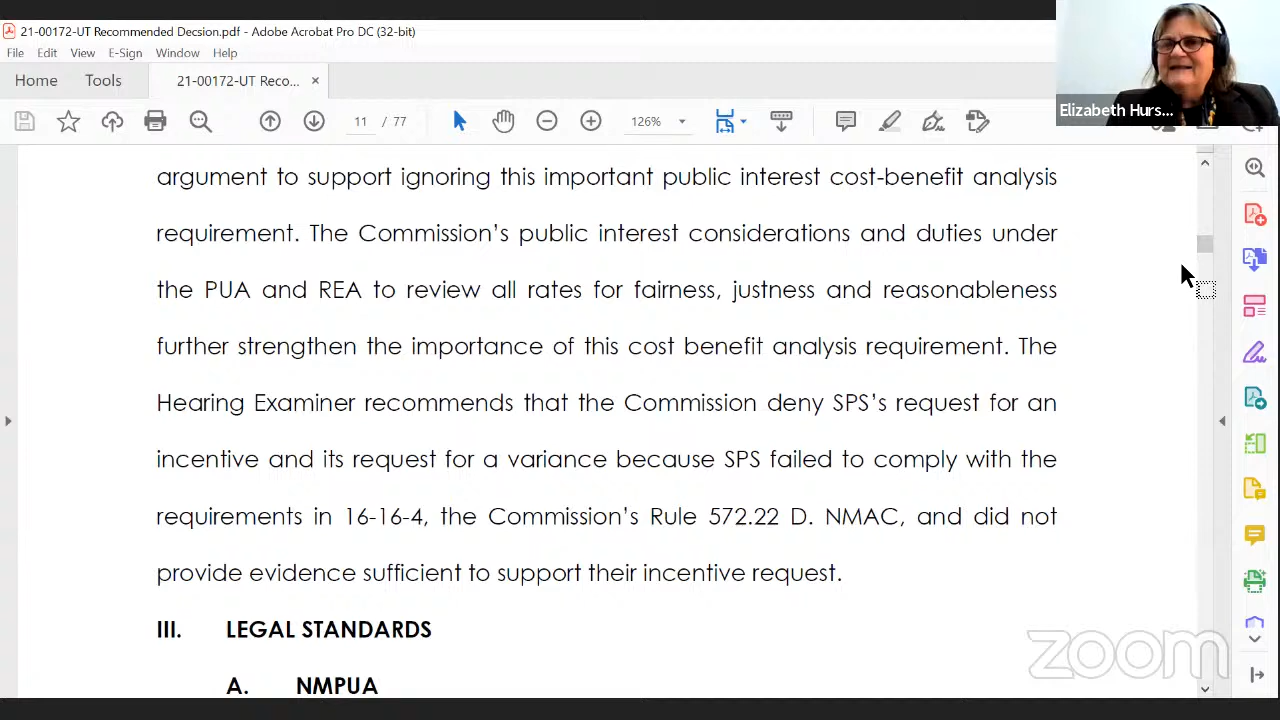 21-00172-UT Recommended Decsion.pdf - Adobe Acrobat Pro DC (32-bit)
File Edit View E-Sign Window Help
Home Tools 21-00172-UT Reco... ×
11 / 77 126%
Elizabeth Hurs...
argument to support ignoring this important public interest cost-benefit analysis
requirement. The Commission's public interest considerations and duties under
the PUA and REA to review all rates for fairness, justness and reasonableness
further strengthen the importance of this cost benefit analysis requirement. The
Hearing Examiner recommends that the Commission deny SPS's request for an
incentive and its request for a variance because SPS failed to comply with the
requirements in 16-16-4, the Commission's Rule 572.22 D. NMAC, and did not
provide evidence sufficient to support their incentive request.
III. LEGAL STANDARDS
A. NMPUA
zoom